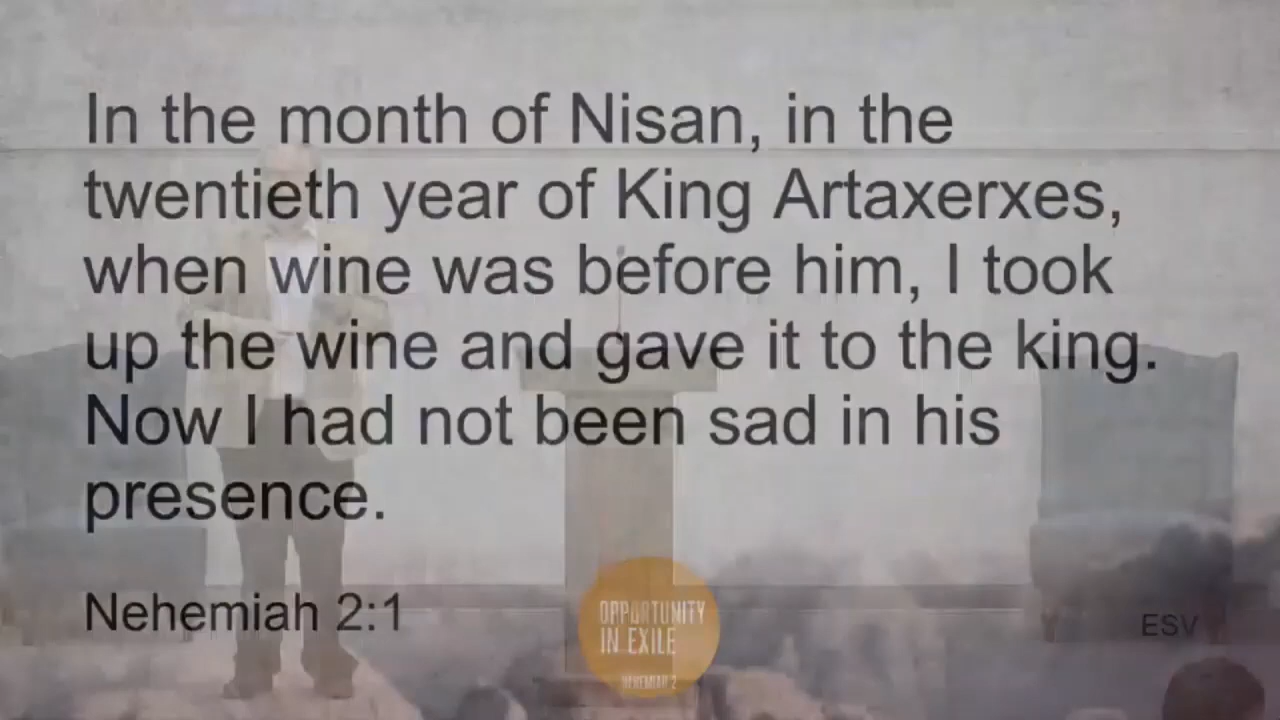 In the month of Nisan, in the
twentieth year of King Artaxerxes,
when wine was before him, I took
up the wine and gave it to the king.
Now I had not been sad in his
presence.
Nehemiah 2:1
ESV
OPPORTUNITY
IN EXILE
NEHEMIAH 2